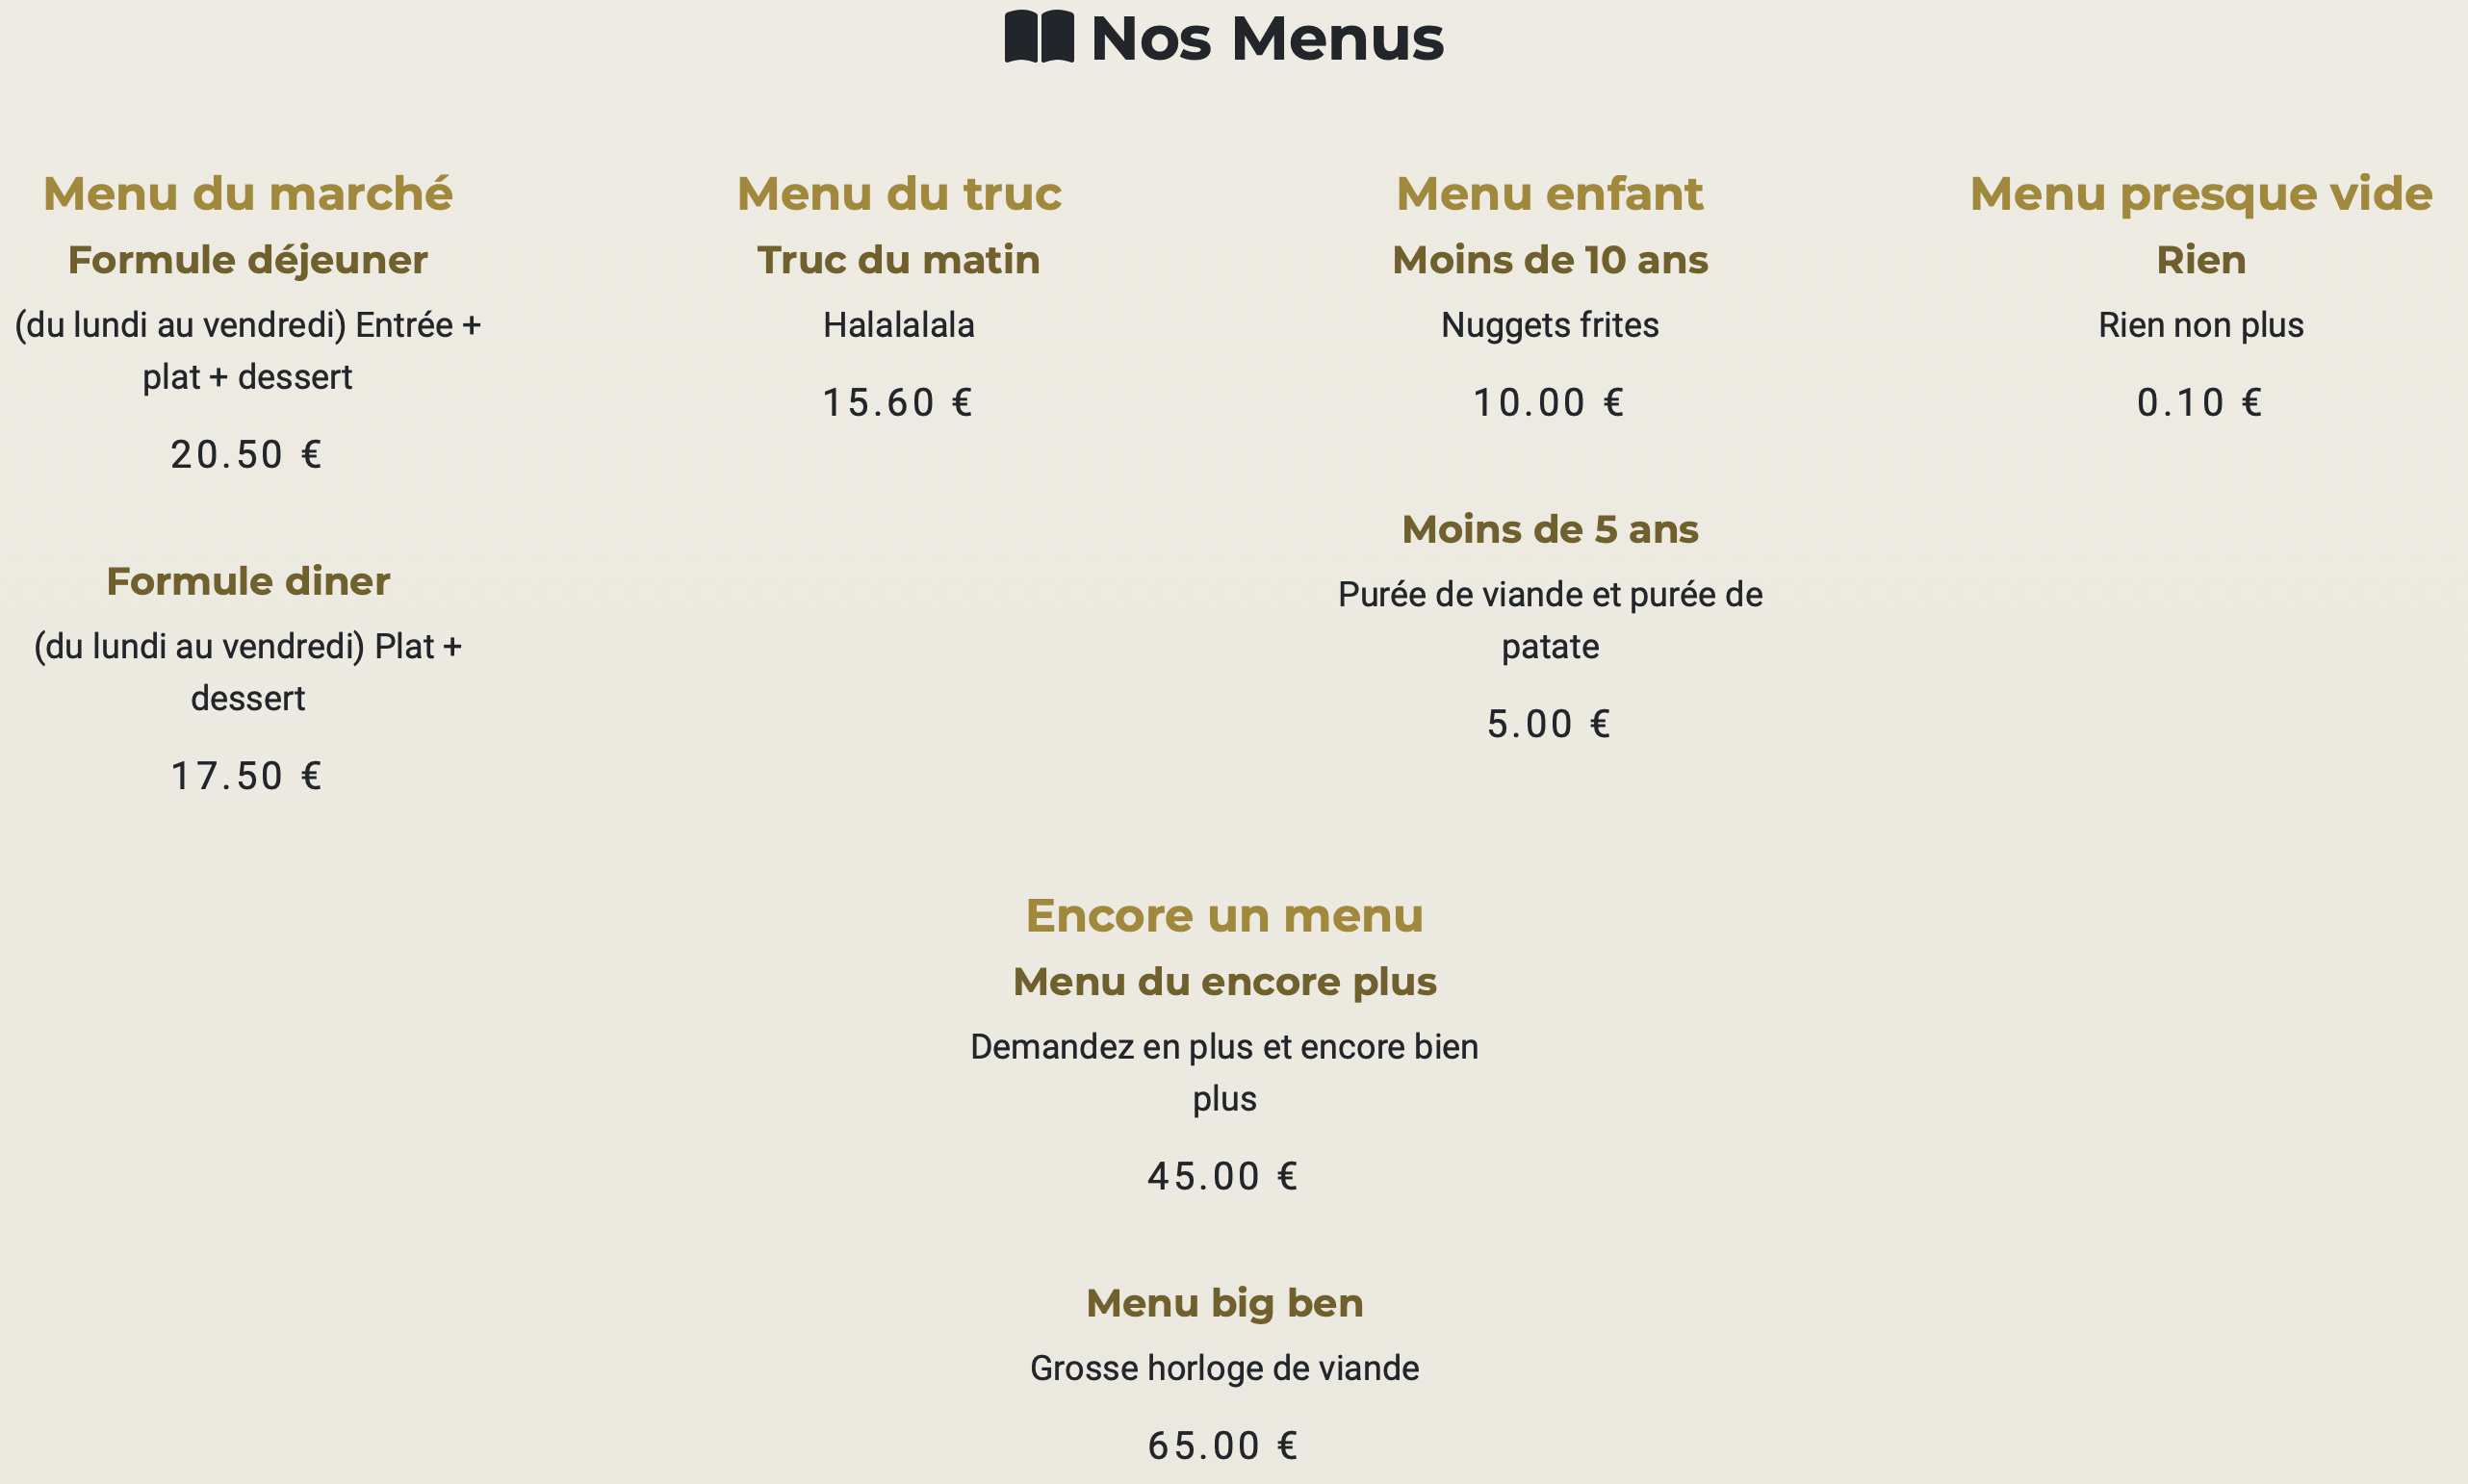 Nos Menus
Menu du marché
Formule déjeuner
(du lundi au vendredi) Entrée +
plat + dessert
20.50 €
Formule diner
(du lundi au vendredi) Plat +
dessert
17.50 €
Menu du truc
Truc du matin
Halalalala
15.60 €
Menu enfant
Moins de 10 ans
Nuggets frites
10.00 €
Moins de 5 ans
Purée de viande et purée de
patate
5.00 €
Menu presque vide
Rien
Rien non plus
0.10 €
Encore un menu
Menu du encore plus
Demandez en plus et encore bien
plus
45.00 €
Menu big ben
Grosse horloge de viande
65.00 €